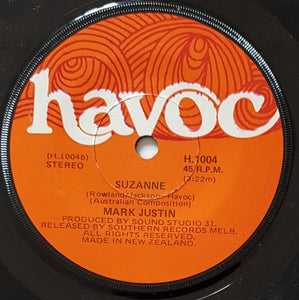 havoc
(H.1004b)
STEREO
H.1004
45/R.P.M.
(3:22m)
SUZANNE
(Rowland/Jackson, Havoc)
(Australian Composition)
MARK JUSTIN
PRODUCED BY SOUND STUDIO 31.
RELEASED BY SOUTHERN RECORDS MELB.
ALL RIGHTS RESERVED.
MADE IN NEW ZEALAND.